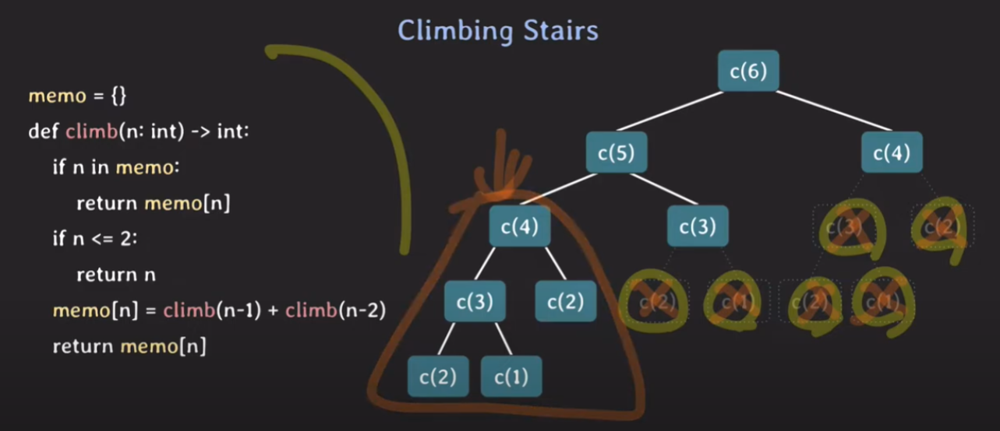 Climbing Stairs
memo = {}
def climb(n: int) -> int:
if n in memo:
return memo[n]
if n <= 2:
return n
memo[n] = climb(n-1) + climb(n-2)
return memo[n]
c(6)
c(5) c(4)
c(4) c(3) c(3) c(2)
c(3) c(2) c(2) c(1) c(2) c(1)
c(2) c(1)